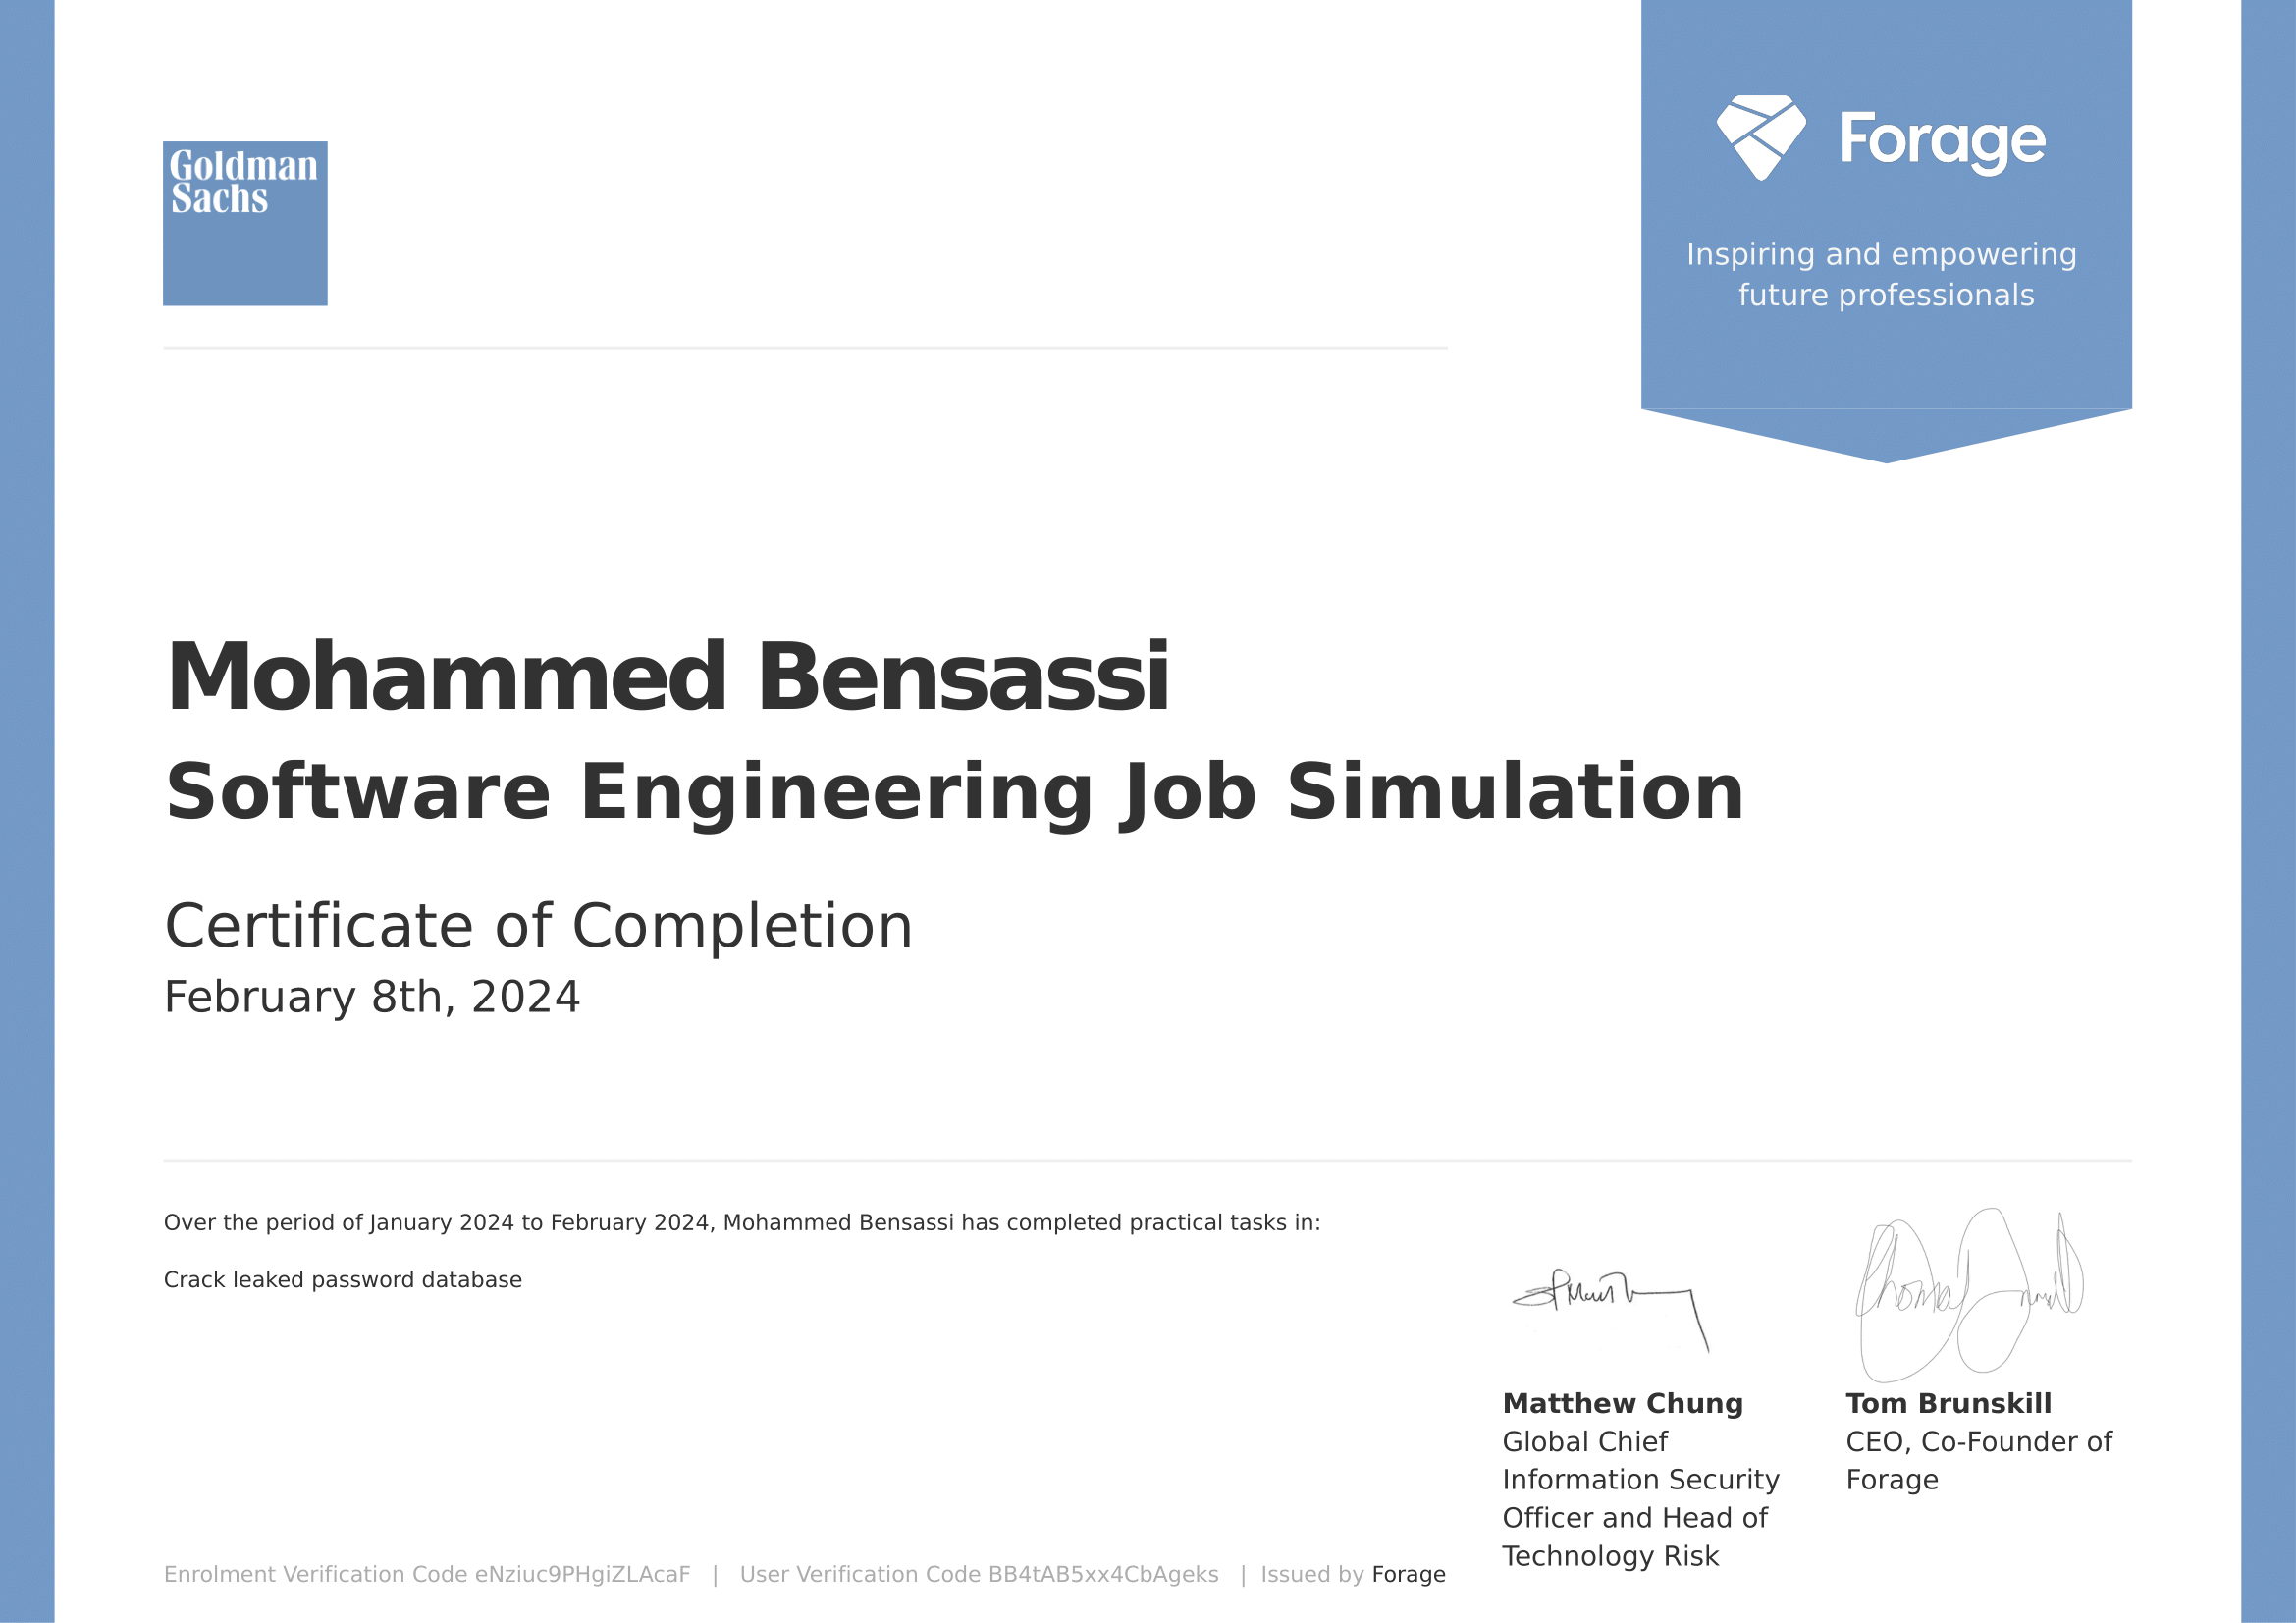 Goldman
Sachs
Forage
Inspiring and empowering
future professionals
Mohammed Bensassi
Software Engineering Job Simulation
Certificate of Completion
February 8th, 2024
Over the period of January 2024 to February 2024, Mohammed Bensassi has completed practical tasks in:
Crack leaked password database
Matthew Chung
Global Chief
Information Security
Officer and Head of
Technology Risk
Tom Brunskill
CEO, Co-Founder of
Forage
Enrolment Verification Code eNziuc9PHgiZLAcaF | User Verification Code BB4tAB5xx4CbAgeks | Issued by Forage